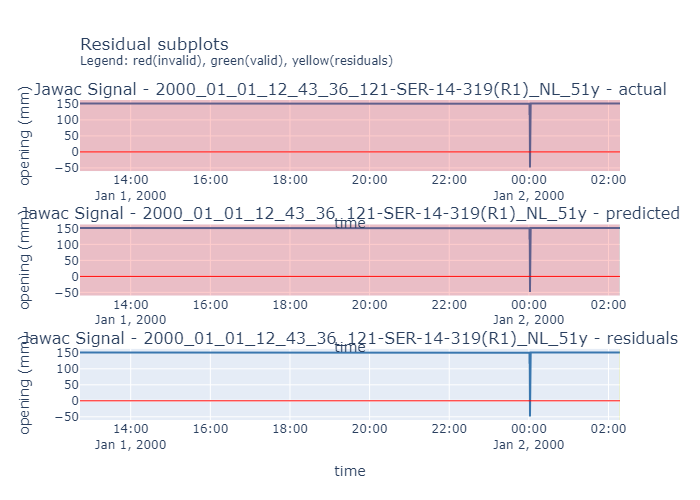 Residual subplots
Legend: red(invalid), green(valid), yellow(residuals)
Jawac Signal - 2000_01_01_12_43_36_121-SER-14-319(R1)_NL_51y - actual
opening (mm)
150
100
50
0
−50
14:00 16:00 18:00 20:00 22:00 00:00 02:00
Jan 1, 2000 Jan 2, 2000
time
Jawac Signal - 2000_01_01_12_43_36_121-SER-14-319(R1)_NL_51y - predicted
opening (mm)
150
100
50
0
−50
14:00 16:00 18:00 20:00 22:00 00:00 02:00
Jan 1, 2000 Jan 2, 2000
time
Jawac Signal - 2000_01_01_12_43_36_121-SER-14-319(R1)_NL_51y - residuals
opening (mm)
150
100
50
0
−50
14:00 16:00 18:00 20:00 22:00 00:00 02:00
Jan 1, 2000 Jan 2, 2000
time